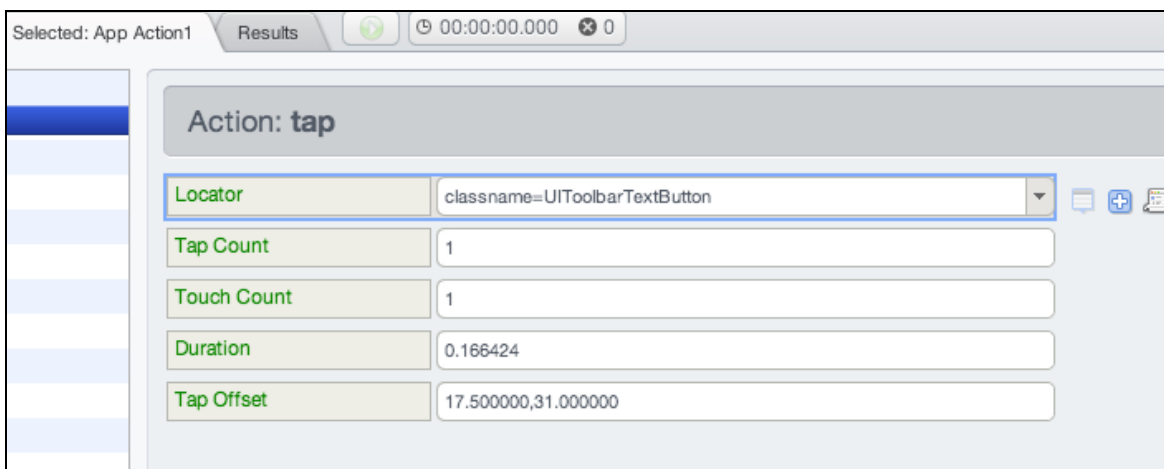 Selected: App Action1 Results 00:00:00.000 0
Action: tap
Locator classname=UIToolbarTextButton
Tap Count 1
Touch Count 1
Duration 0.166424
Tap Offset 17.500000,31.000000